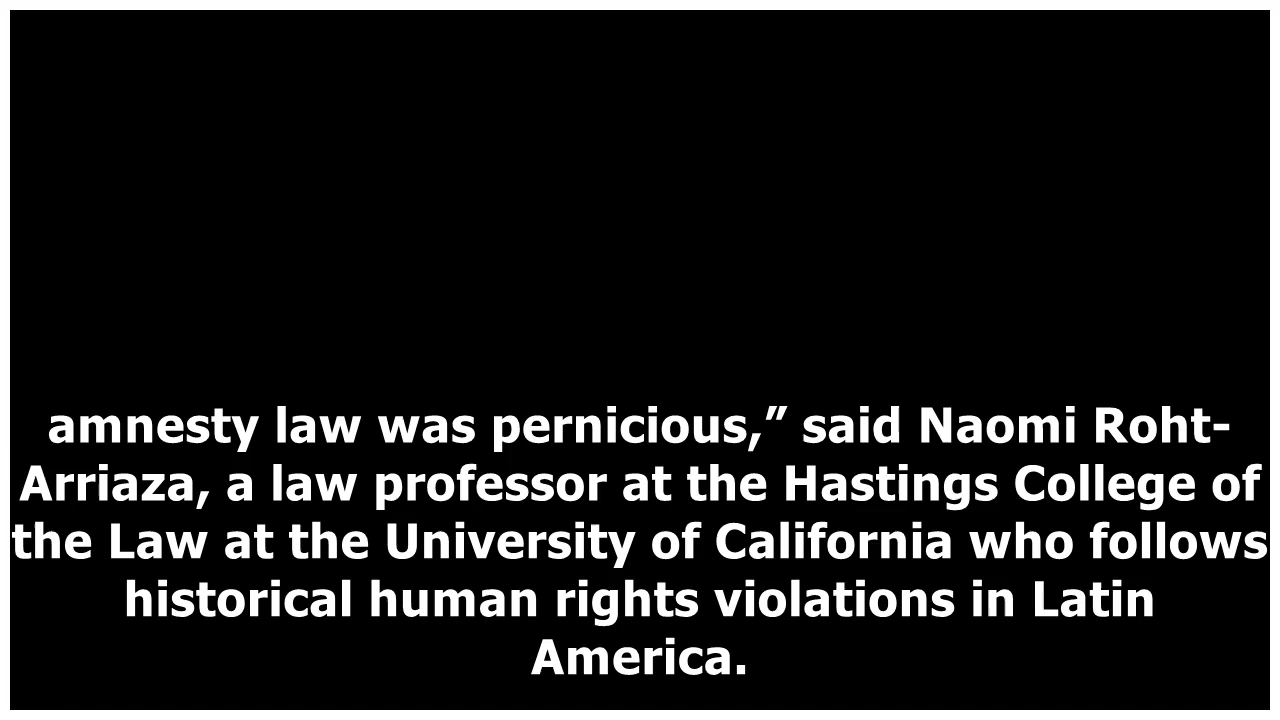 amnesty law was pernicious,” said Naomi Roht-
Arriaza, a law professor at the Hastings College of
the Law at the University of California who follows
historical human rights violations in Latin
America.